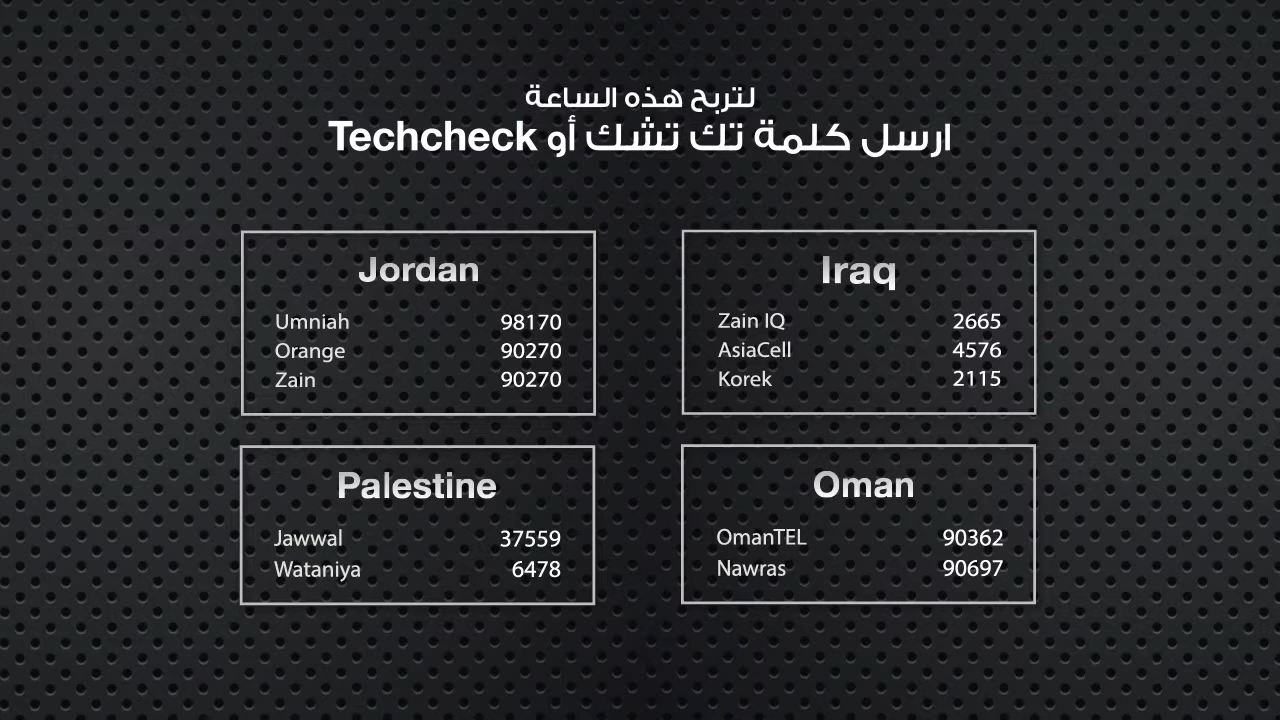 لتربح هذه الساعة
ارسل كلمة تك تشك أو Techcheck
Jordan
Umniah 98170
Orange 90270
Zain 90270
Iraq
Zain IQ 2665
AsiaCell 4576
Korek 2115
Palestine
Jawwal 37559
Wataniya 6478
Oman
OmanTEL 90362
Nawras 90697